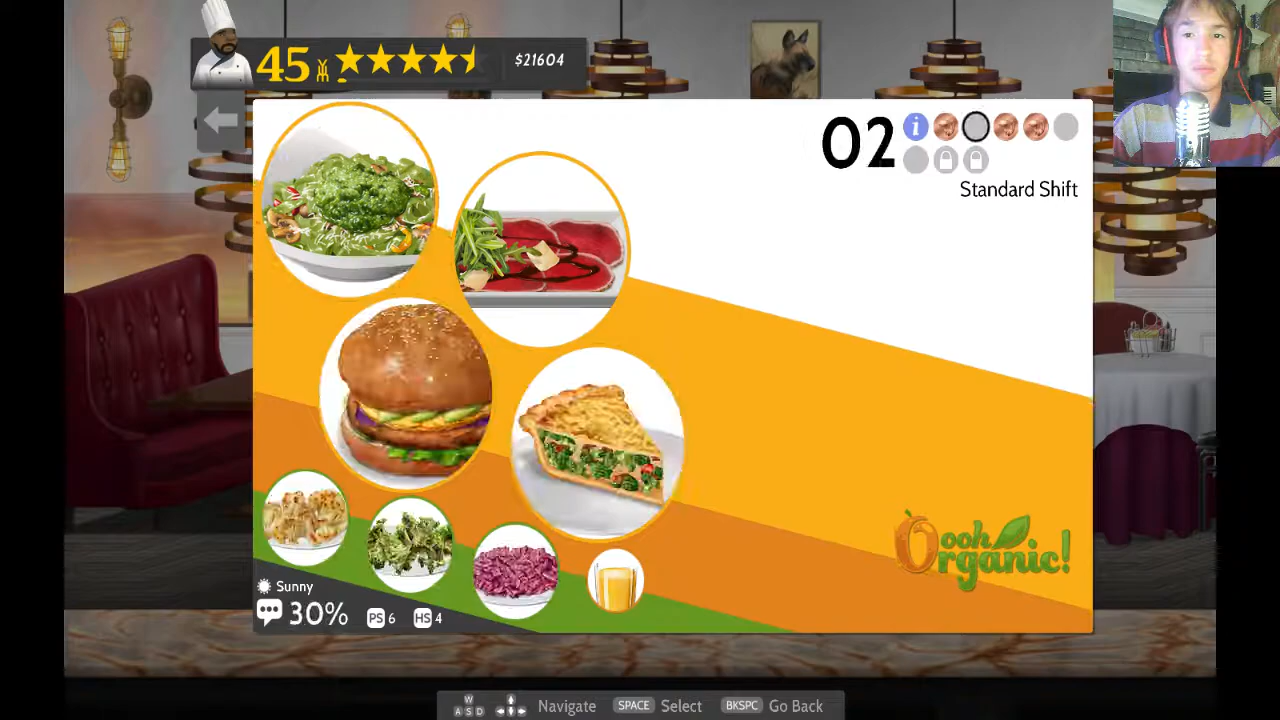 45
$21604
02
Standard Shift
Oooh
Organic!
Sunny
30%
PS 6
HS 4
W
A S D
Navigate
SPACE
Select
BKSPC
Go Back